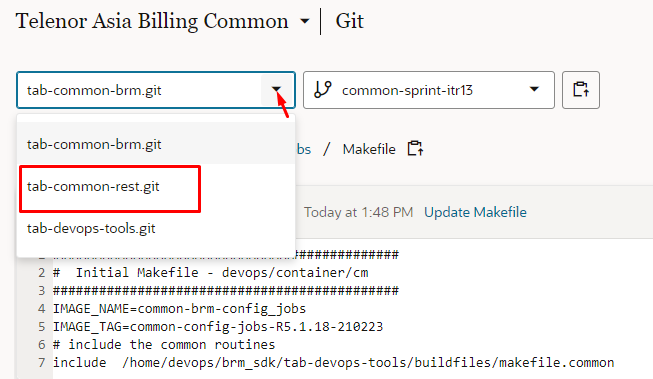 Telenor Asia Billing Common Git
tab-common-brm.git common-sprint-itr13
tab-common-brm.git
bs / Makefile
tab-common-rest.git
Today at 1:48 PM Update Makefile
tab-devops-tools.git
#############################################
2 # Initial Makefile - devops/container/cm
3 #############################################
4 IMAGE_NAME=common-brm-config_jobs
5 IMAGE_TAG=common-config-jobs-R5.1.18-210223
6 # include the common routines
7 include /home/devops/brm_sdk/tab-devops-tools/buildfiles/makefile.common